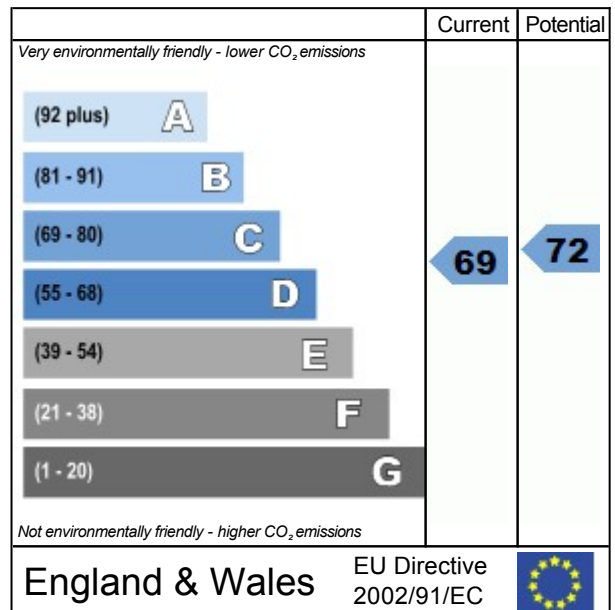 Current Potential
Very environmentally friendly - lower CO₂ emissions
(92 plus) A
(81 - 91) B
(69 - 80) C
(55 - 68) D
(39 - 54) E
(21 - 38) F
(1 - 20) G
69
72
Not environmentally friendly - higher CO₂ emissions
England & Wales
EU Directive
2002/91/EC